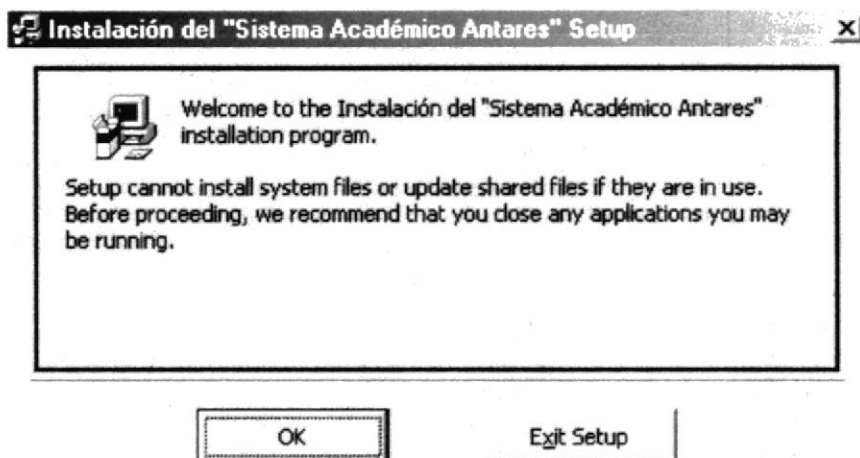 Instalación del "Sistema Académico Antares" Setup
Welcome to the Instalación del "Sistema Académico Antares"
installation program.
Setup cannot install system files or update shared files if they are in use.
Before proceeding, we recommend that you close any applications you may
be running.
OK
Exit Setup